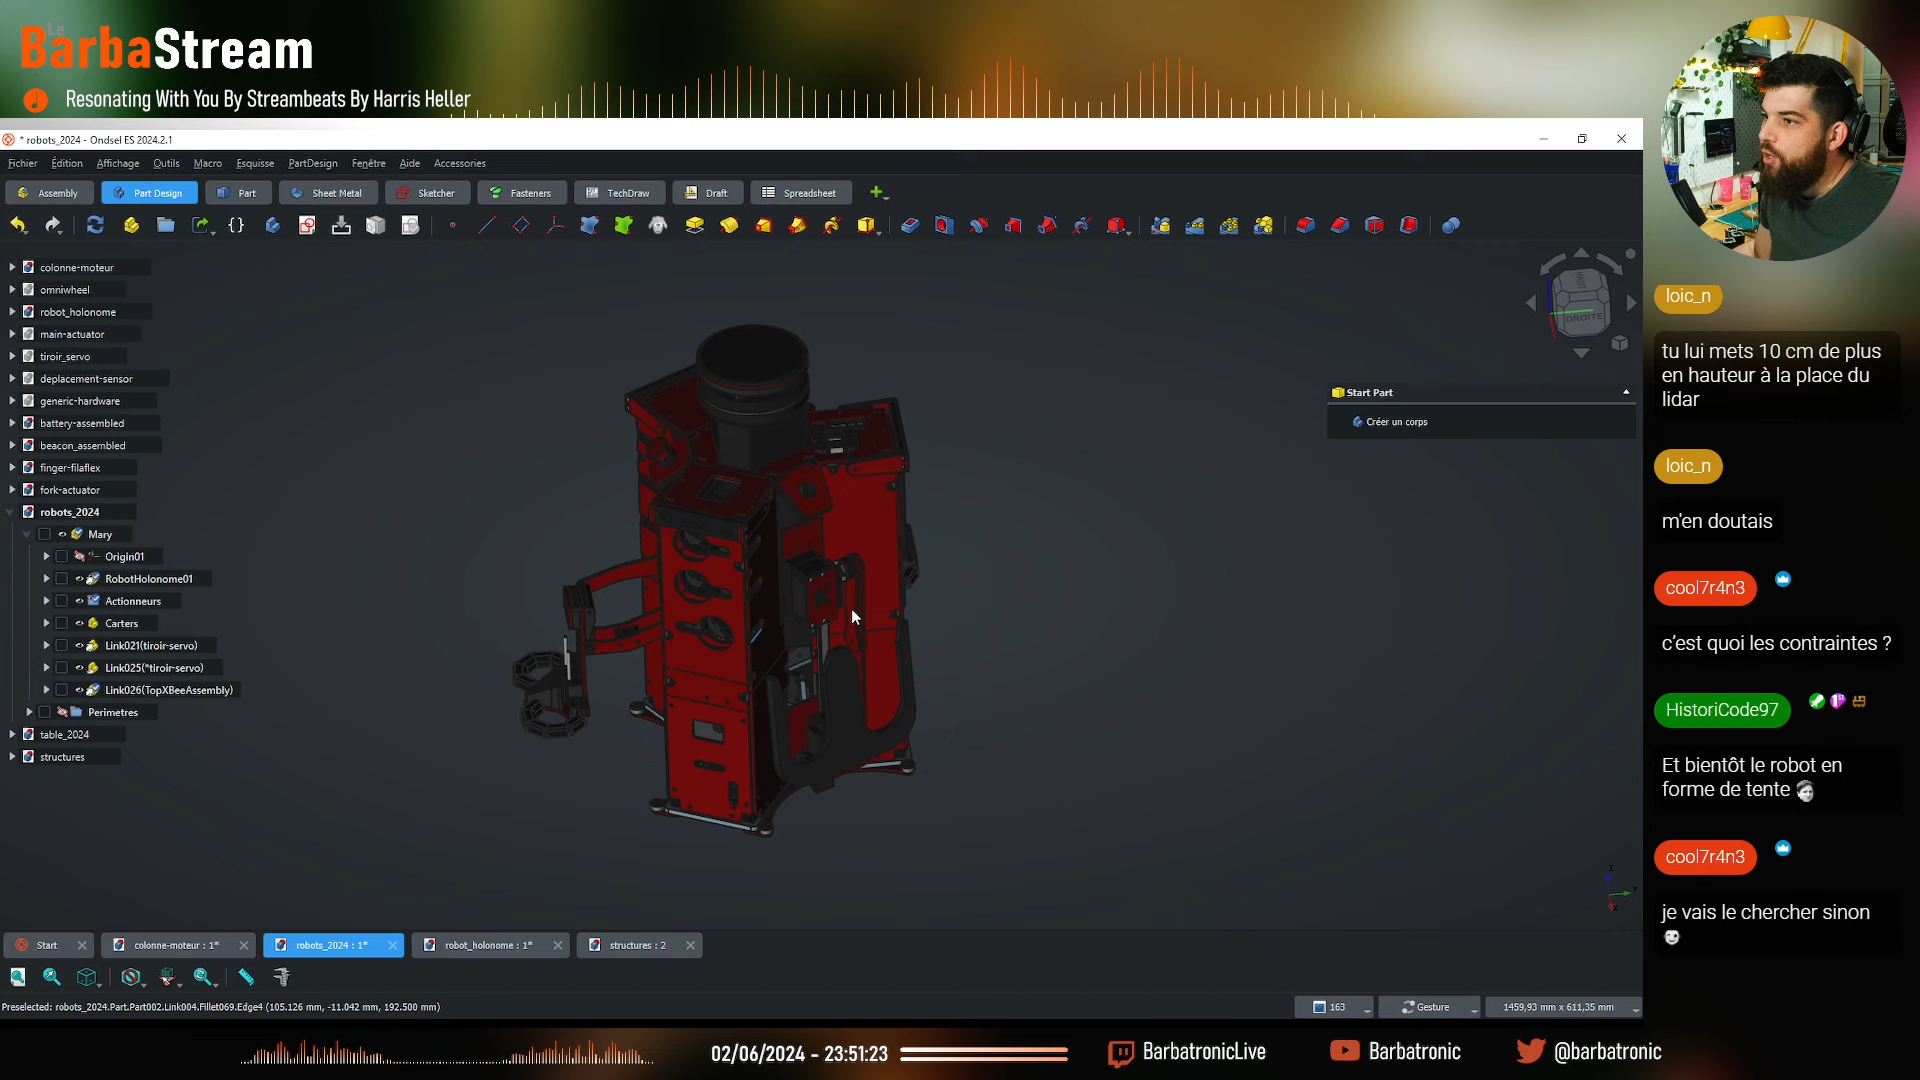 Le
BarbaStream
Resonating With You By Streambeats By Harris Heller
* robots_2024 - Ondsel ES 2024.2.1
Fichier Édition Affichage Outils Macro Esquisse PartDesign Fenêtre Aide Accessories
Assembly Part Design Part Sheet Metal Sketcher Fasteners TechDraw Draft Spreadsheet
colonne-moteur
omniwheel
robot_holonome
main-actuator
tiroir_servo
deplacement-sensor
generic-hardware
battery-assembled
beacon_assembled
finger-filaflex
fork-actuator
robots_2024
Mary
Origin01
RobotHolonome01
Actionneurs
Carters
Link021(tiroir-servo)
Link025(*tiroir-servo)
Link026(TopXBeeAssembly)
Perimetres
table_2024
structures
HAUT
DROITE
Start Part
Créer un corps
Z
Y
X
Start colonne-moteur : 1* robots_2024 : 1* robot_holonome : 1* structures : 2
Preselected: robots_2024.Part.Part002.Link004.Fillet069.Edge4 (105.126 mm, -11.042 mm, 192.500 mm)
163 Gesture 1459,93 mm x 611,35 mm
loic_n
tu lui mets 10 cm de plus
en hauteur à la place du
lidar
loic_n
m'en doutais
cool7r4n3
c'est quoi les contraintes ?
HistoriCode97
Et bientôt le robot en
forme de tente
cool7r4n3
je vais le chercher sinon
02/06/2024 - 23:51:23 BarbatronicLive Barbatronic @barbatronic